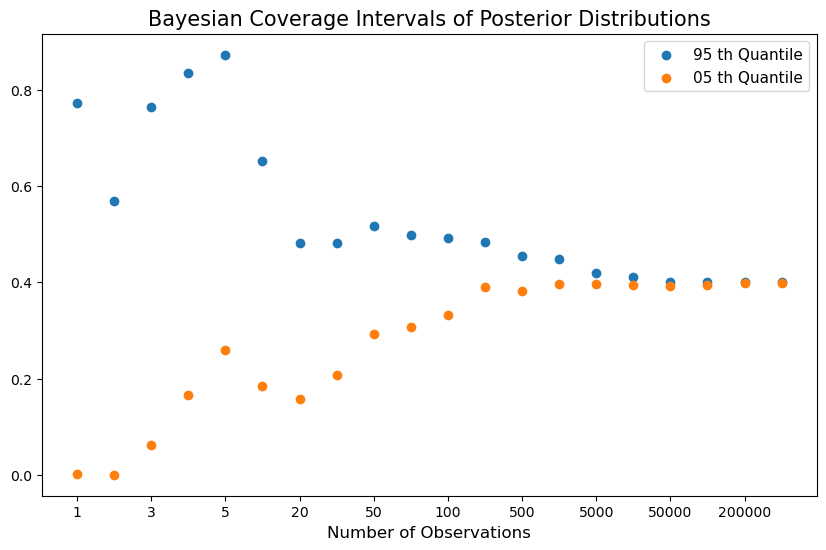 Bayesian Coverage Intervals of Posterior Distributions
95 th Quantile
05 th Quantile
0.8
0.6
0.4
0.2
0.0
1 3 5 20 50 100 500 5000 50000 200000
Number of Observations